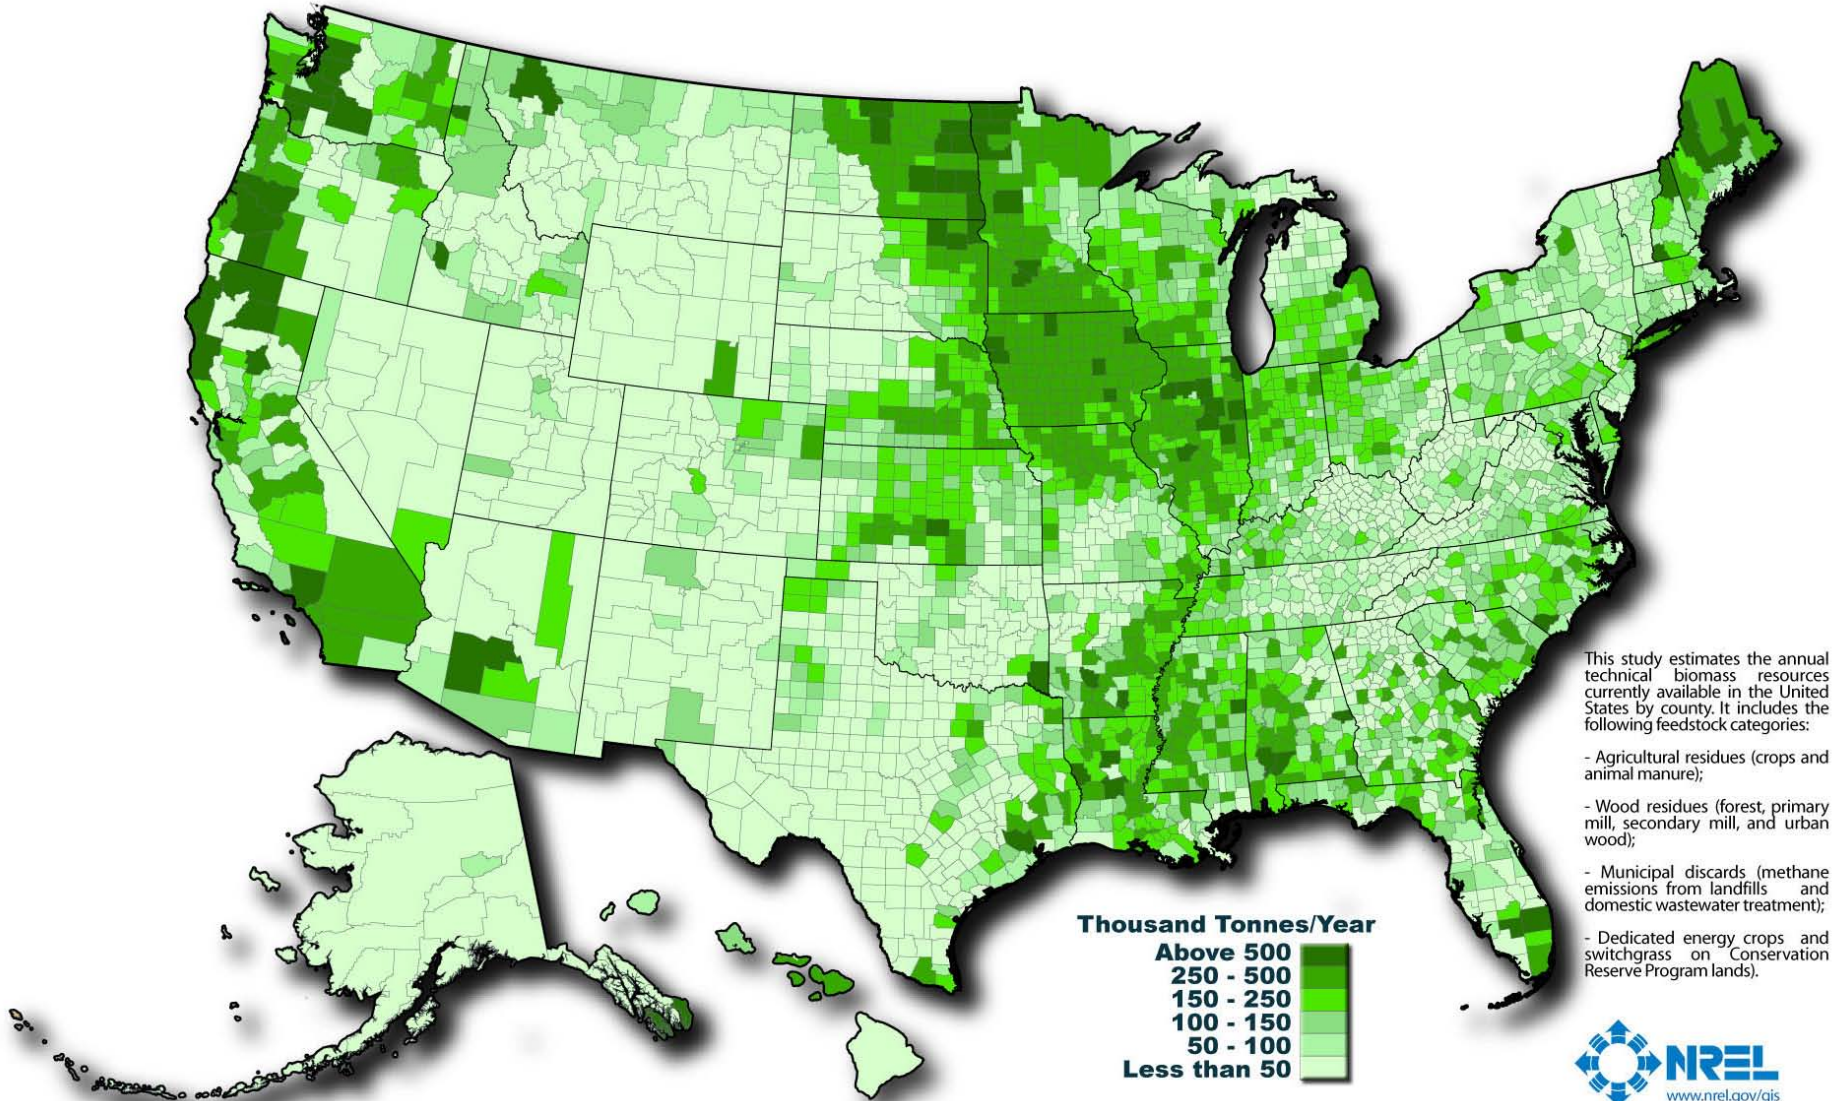 This study estimates the annual
technical biomass resources
currently available in the United
States by county. It includes the
following feedstock categories:
- Agricultural residues (crops and
animal manure);
- Wood residues (forest, primary
mill, secondary mill, and urban
wood);
- Municipal discards (methane
emissions from landfills and
domestic wastewater treatment);
- Dedicated energy crops and
switchgrass on Conservation
Reserve Program lands).
Thousand Tonnes/Year
Above 500
250 - 500
150 - 250
100 - 150
50 - 100
Less than 50
NREL
www.nrel.gov/gis